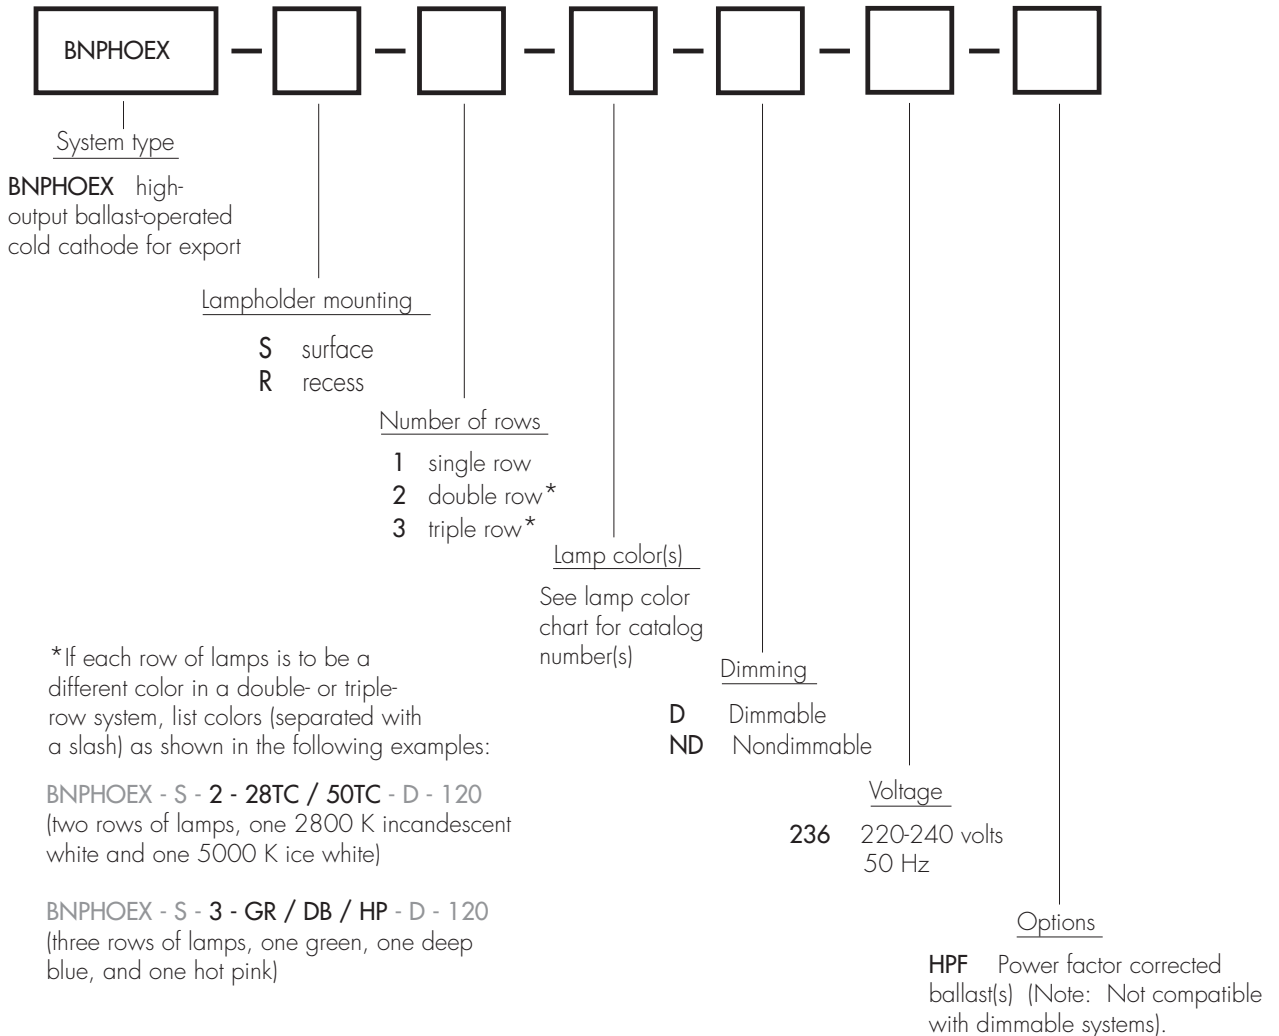 BNPHOEX
System type
BNPHOEX high-
output ballast-operated
cold cathode for export
Lampholder mounting
S surface
R recess
Number of rows
1 single row
2 double row*
3 triple row*
Lamp color(s)
See lamp color
chart for catalog
number(s)
*If each row of lamps is to be a
different color in a double- or triple-
row system, list colors (separated with
a slash) as shown in the following examples:
BNPHOEX - S - 2 - 28TC / 50TC - D - 120
(two rows of lamps, one 2800 K incandescent
white and one 5000 K ice white)
BNPHOEX - S - 3 - GR / DB / HP - D - 120
(three rows of lamps, one green, one deep
blue, and one hot pink)
Dimming
D Dimmable
ND Nondimmable
Voltage
236 220-240 volts
50 Hz
Options
HPF Power factor corrected
ballast(s) (Note: Not compatible
with dimmable systems).